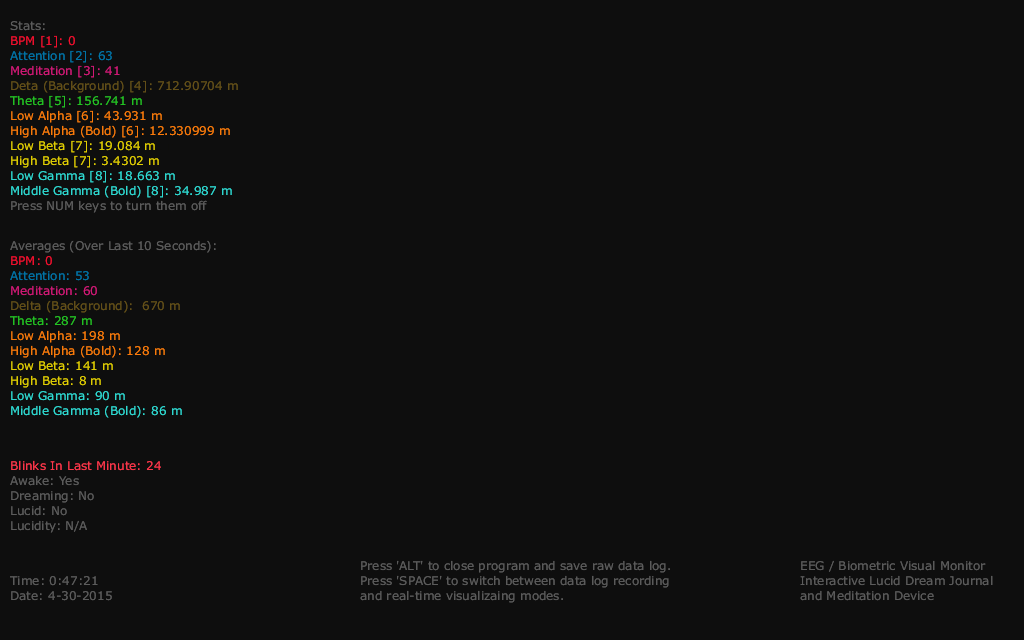 Stats:
BPM [1]: 0
Attention [2]: 63
Meditation [3]: 41
Deta (Background) [4]: 712.90704 m
Theta [5]: 156.741 m
Low Alpha [6]: 43.931 m
High Alpha (Bold) [6]: 12.330999 m
Low Beta [7]: 19.084 m
High Beta [7]: 3.4302 m
Low Gamma [8]: 18.663 m
Middle Gamma (Bold) [8]: 34.987 m
Press NUM keys to turn them off
Averages (Over Last 10 Seconds):
BPM: 0
Attention: 53
Meditation: 60
Delta (Background):  670 m
Theta: 287 m
Low Alpha: 198 m
High Alpha (Bold): 128 m
Low Beta: 141 m
High Beta: 8 m
Low Gamma: 90 m
Middle Gamma (Bold): 86 m
Blinks In Last Minute: 24
Awake: Yes
Dreaming: No
Lucid: No
Lucidity: N/A
Time: 0:47:21
Date: 4-30-2015
Press 'ALT' to close program and save raw data log.
Press 'SPACE' to switch between data log recording
and real-time visualizaing modes.
EEG / Biometric Visual Monitor
Interactive Lucid Dream Journal
and Meditation Device